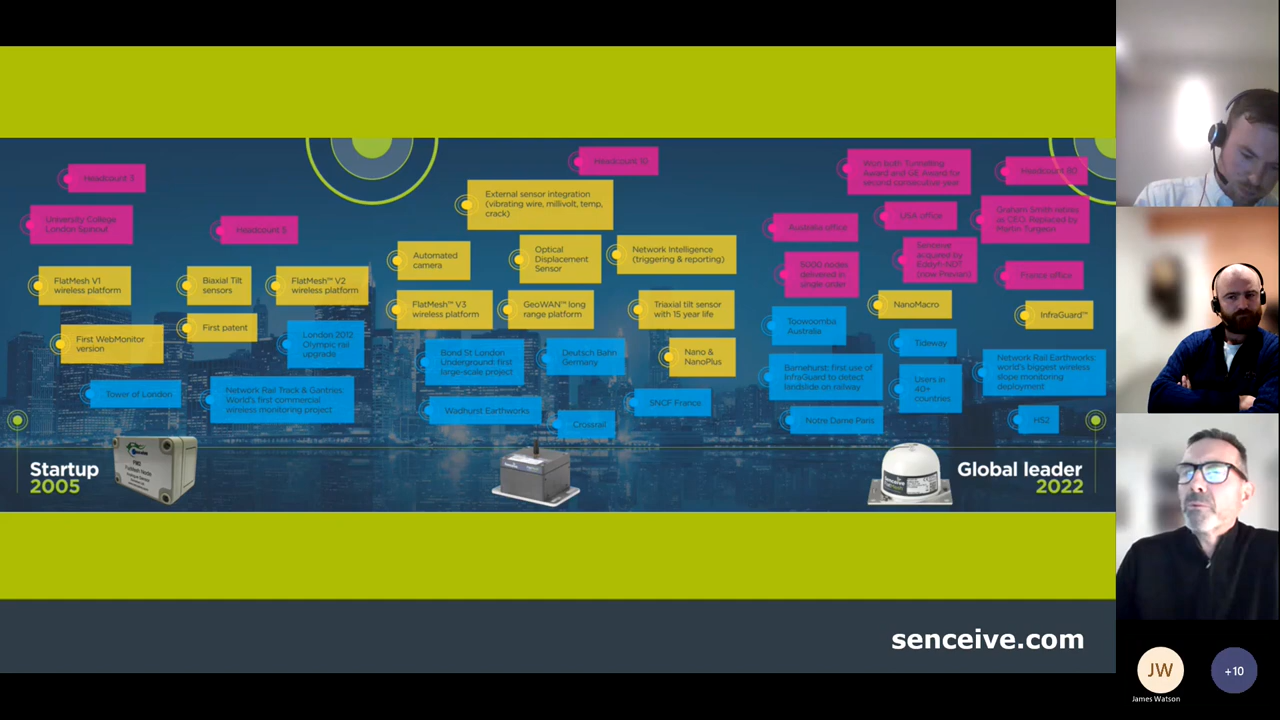 Headcount 3
University College
London Spinout
Headcount 5
FlatMesh V1
wireless platform
Biaxial Tilt
sensors
FlatMesh™ V2
wireless platform
First WebMonitor
version
First patent
London 2012
Olympic rail
upgrade
Tower of London
Network Rail Track & Gantries:
World's first commercial
wireless monitoring project
Headcount 10
External sensor integration
(vibrating wire, millivolt, temp,
crack)
Automated
camera
Optical
Displacement
Sensor
Network Intelligence
(triggering & reporting)
FlatMesh™ V3
wireless platform
GeoWAN™ long
range platform
Triaxial tilt sensor
with 15 year life
Bond St London
Underground: first
large-scale project
Deutsch Bahn
Germany
Nano &
NanoPlus
Wadhurst Earthworks
Crossrail
SNCF France
Won both Tunnelling
Award and GE Award for
second consecutive year
Headcount 80
Australia office
USA office
Graham Smith retires
as CEO. Replaced by
Martin Turgeon
5000 nodes
delivered in
single order
Senceive
acquired by
Eddyfi NDT
(now Previan)
France office
NanoMacro
InfraGuard™
Toowoomba
Australia
Tideway
Barnehurst: first use of
InfraGuard to detect
landslide on railway
Users in
40+
countries
Network Rail Earthworks:
world's biggest wireless
slope monitoring
deployment
Notre Dame Paris
HS2
Startup
2005
FlatMesh Node
Senceive
Global leader
2022
senceive.com
JW
+10
James Watson